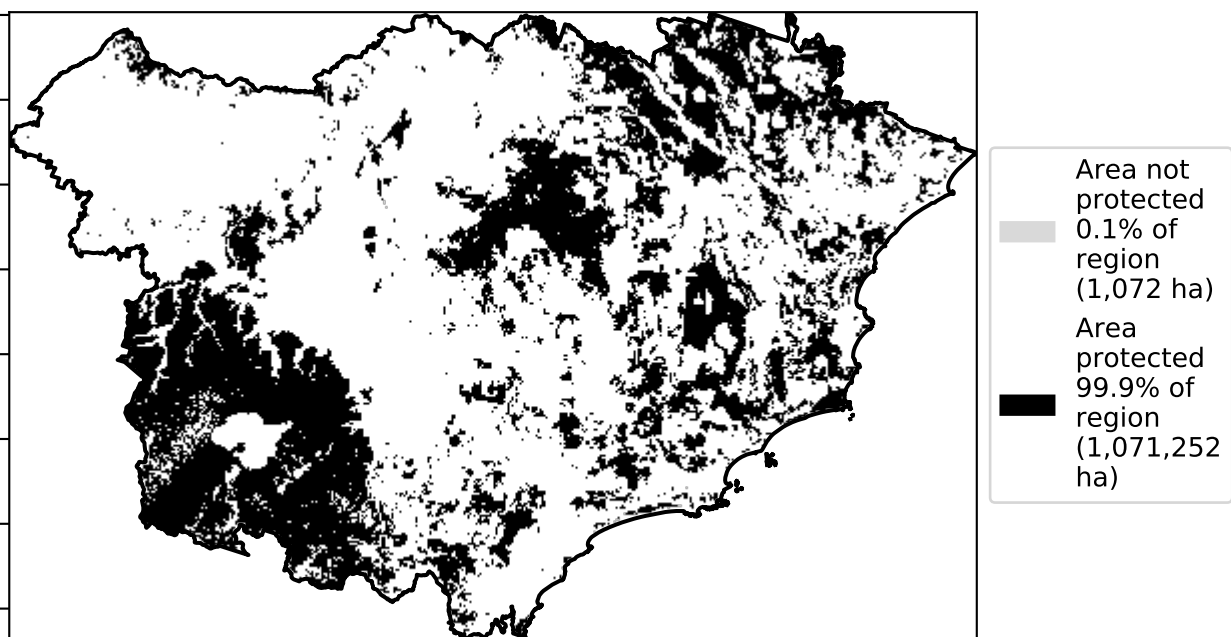 Area not
protected
0.1% of
region
(1,072 ha)
Area
protected
99.9% of
region
(1,071,252
ha)